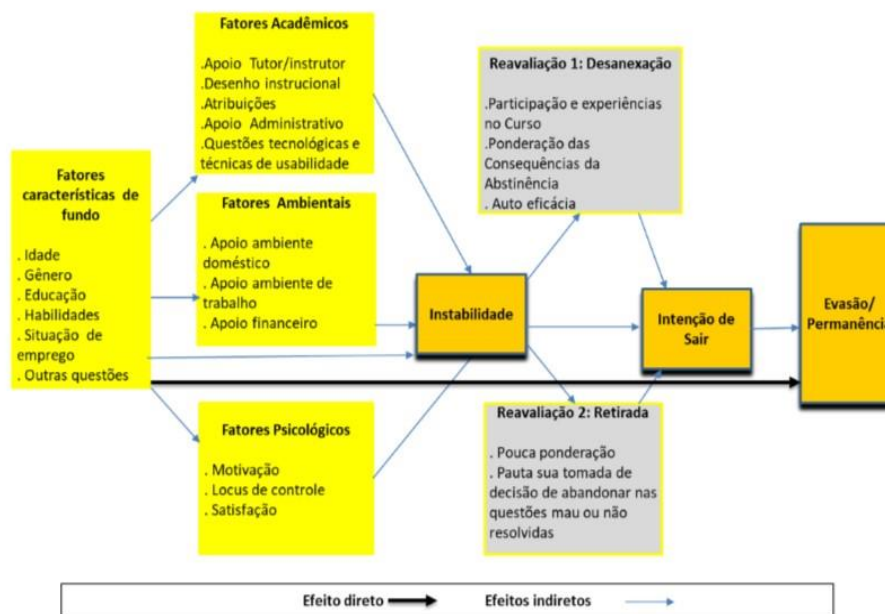 Fatores Acadêmicos
.Apoio Tutor/instrutor
.Desenho instrucional
.Atribuições
.Apoio Administrativo
.Questões tecnológicas e
técnicas de usabilidade
Fatores
características de
fundo
. Idade
. Gênero
. Educação
. Habilidades
. Situação de
emprego
. Outras questões
Fatores Ambientais
. Apoio ambiente
doméstico
. Apoio ambiente de
trabalho
. Apoio financeiro
Fatores Psicológicos
. Motivação
. Locus de controle
. Satisfação
Instabilidade
Reavaliação 1: Desanexação
.Participação e experiências
no Curso
.Ponderação das
Consequências da
Abstinência
. Auto eficácia
Reavaliação 2: Retirada
. Pouca ponderação
. Pauta sua tomada de
decisão de abandonar nas
questões mau ou não
resolvidas
Intenção de
Sair
Evasão/
Permanência
Efeito direto
Efeitos indiretos